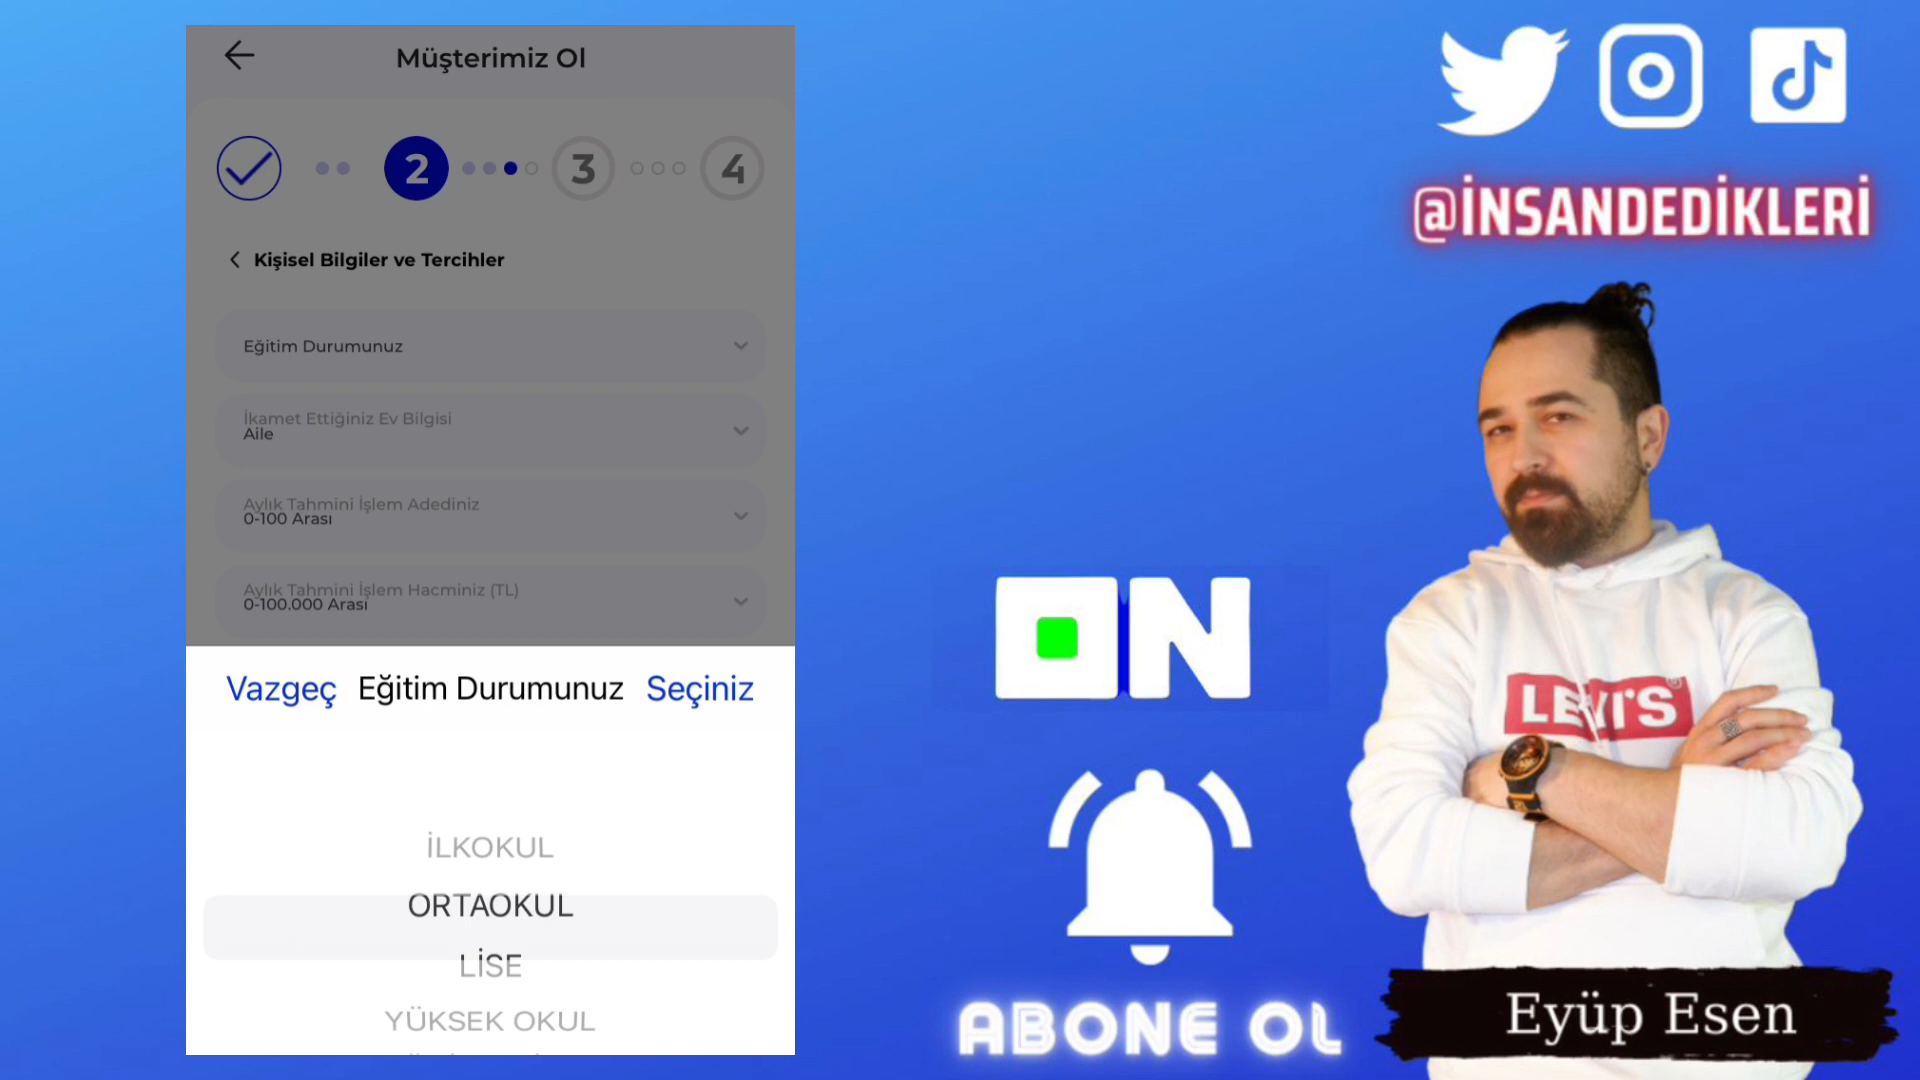 Müşterimiz Ol
2
3
4
Kişisel Bilgiler ve Tercihler
Eğitim Durumunuz
İkamet Ettiğiniz Ev Bilgisi
Aile
Aylık Tahmini İşlem Adediniz
0-100 Arası
Aylık Tahmini İşlem Hacminiz (TL)
0-100.000 Arası
Vazgeç Eğitim Durumunuz Seçiniz
İLKOKUL
ORTAOKUL
LİSE
YÜKSEK OKUL
@İNSANDEDİKLERİ
ON
LEVI'S
ABONE OL
Eyüp Esen